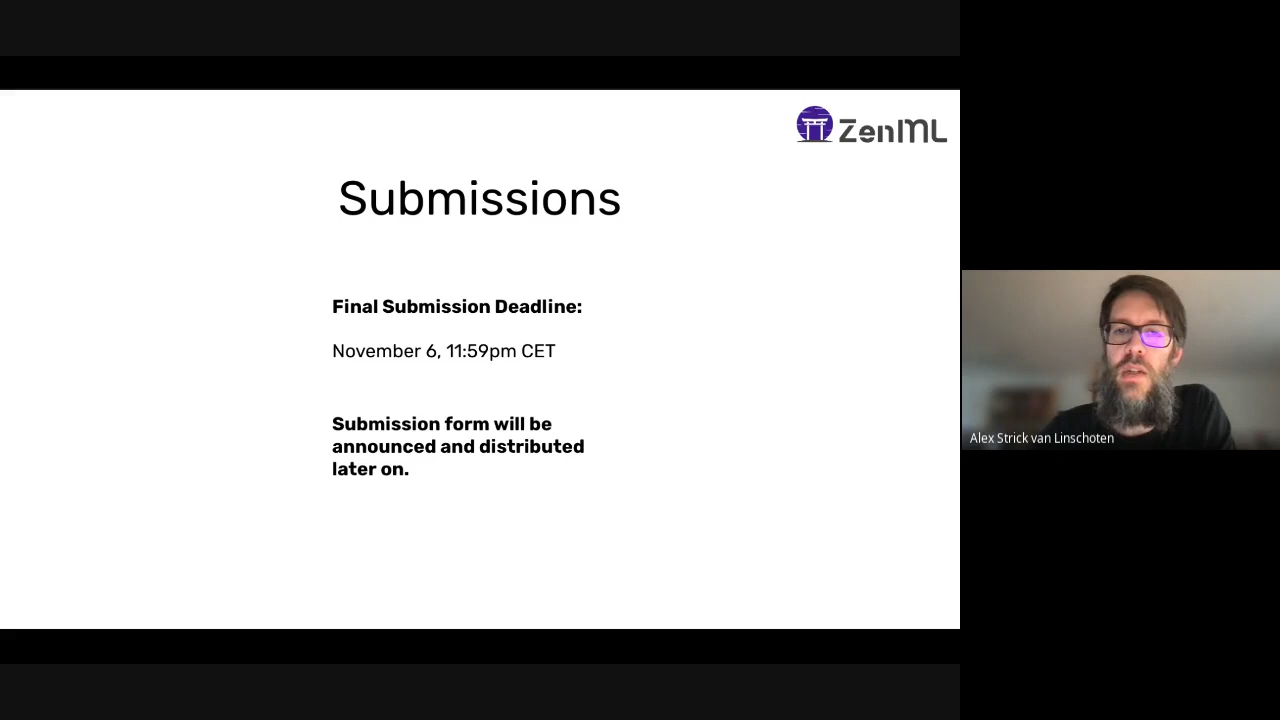 ZenML
Submissions
Final Submission Deadline:
November 6, 11:59pm CET
Submission form will be
announced and distributed
later on.
Alex Strick van Linschoten